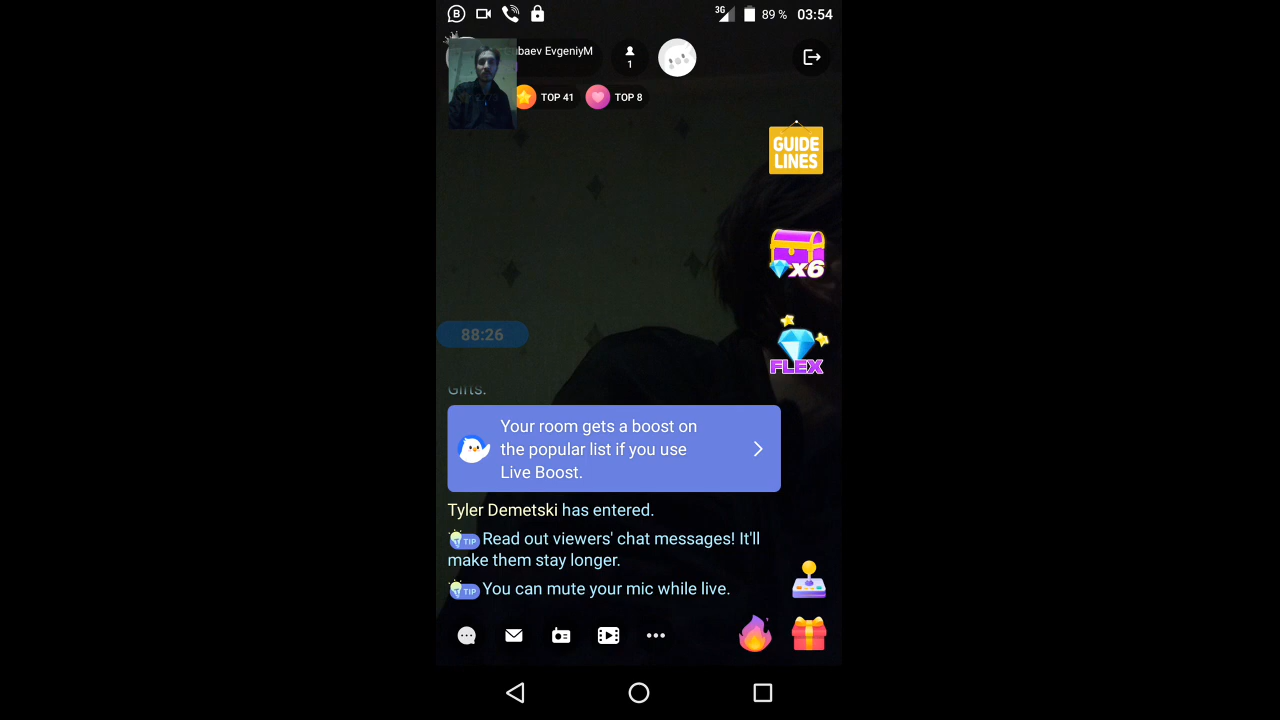 3G 89 % 03:54
ubaev EvgeniyM
1
TOP 41 TOP 8
GUIDE
LINES
x6
88:26
FLEX
Gifts.
Your room gets a boost on
the popular list if you use
Live Boost.
Tyler Demetski has entered.
TIP Read out viewers' chat messages! It'll
make them stay longer.
TIP You can mute your mic while live.